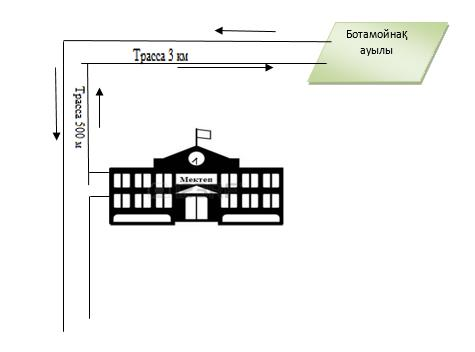 Ботамойнақ
ауылы
Трасса 3 км
Трасса 500 м
Мектеп